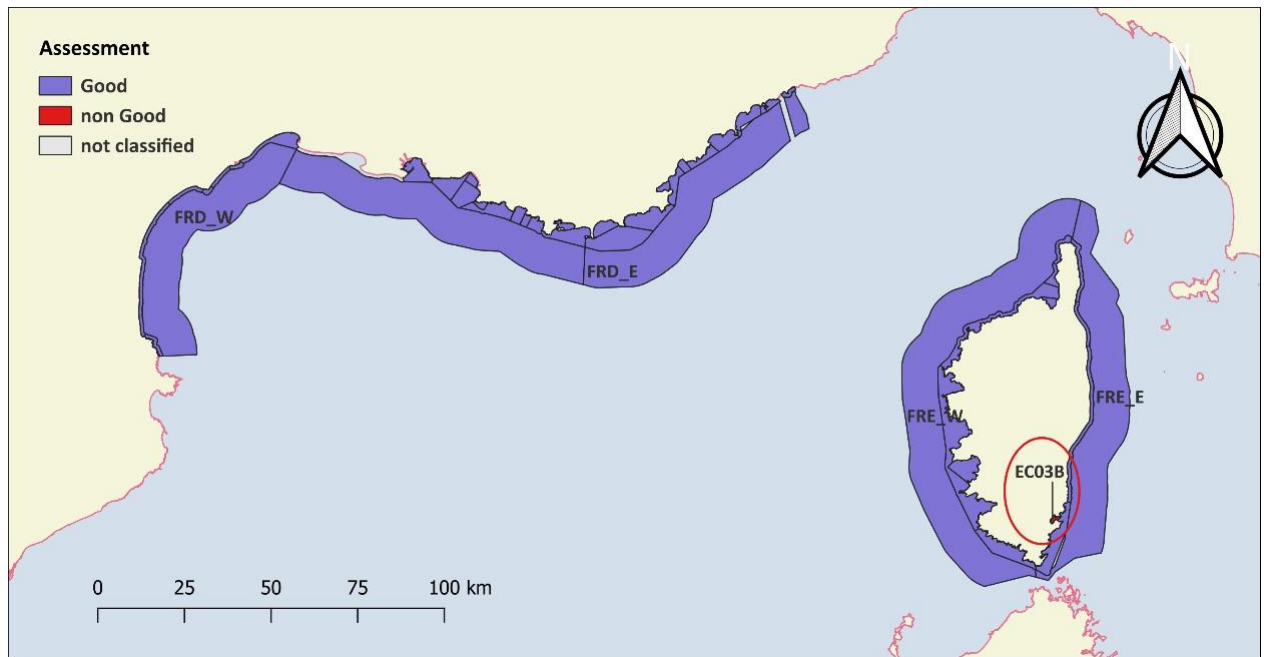 Assessment
Good
non Good
not classified
N
FRD_W
FRD_E
FRE_W
FRE_E
EC03B
0 25 50 75 100 km